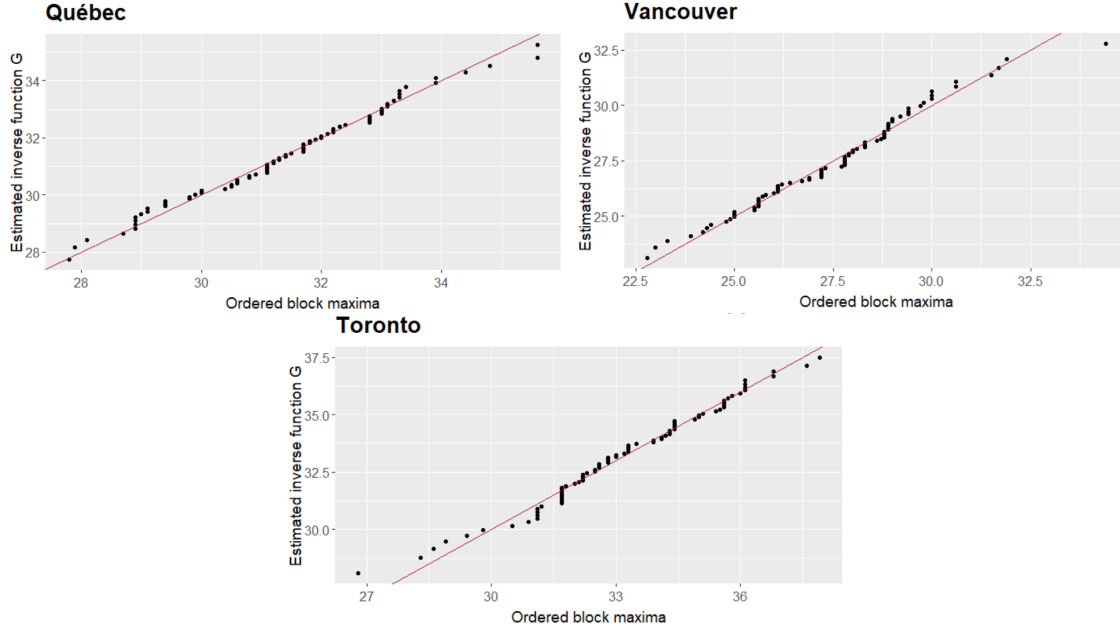 Québec
Estimated inverse function G
34
32
30
28
28 30 32 34
Ordered block maxima
Vancouver
Estimated inverse function G
32.5
30.0
27.5
25.0
22.5 25.0 27.5 30.0 32.5
Ordered block maxima
Toronto
Estimated inverse function G
37.5
35.0
32.5
30.0
27 30 33 36
Ordered block maxima